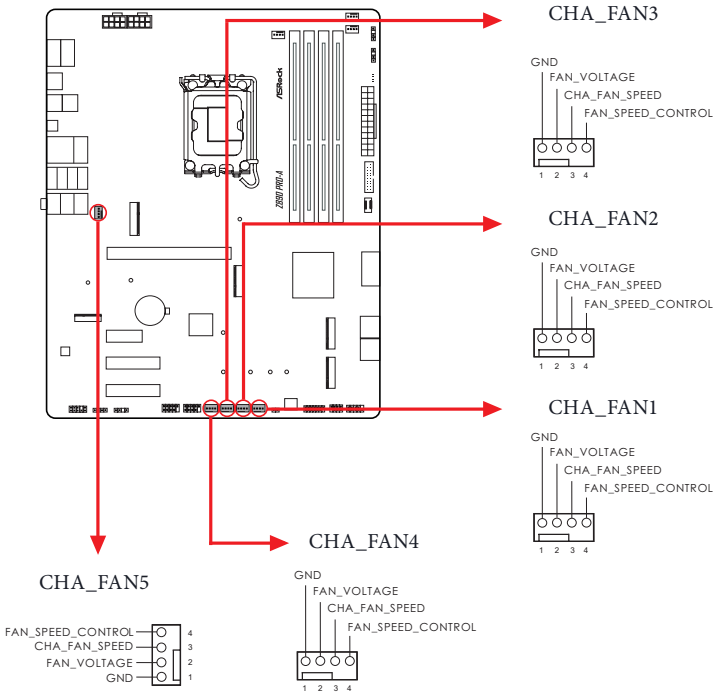 CHA_FAN3
GND
FAN_VOLTAGE
CHA_FAN_SPEED
FAN_SPEED_CONTROL
1 2 3 4
ASRock
Z890 PRO-A
CHA_FAN2
GND
FAN_VOLTAGE
CHA_FAN_SPEED
FAN_SPEED_CONTROL
1 2 3 4
CHA_FAN1
GND
FAN_VOLTAGE
CHA_FAN_SPEED
FAN_SPEED_CONTROL
1 2 3 4
CHA_FAN4
GND
FAN_VOLTAGE
CHA_FAN_SPEED
FAN_SPEED_CONTROL
1 2 3 4
CHA_FAN5
FAN_SPEED_CONTROL 4
CHA_FAN_SPEED 3
FAN_VOLTAGE 2
GND 1